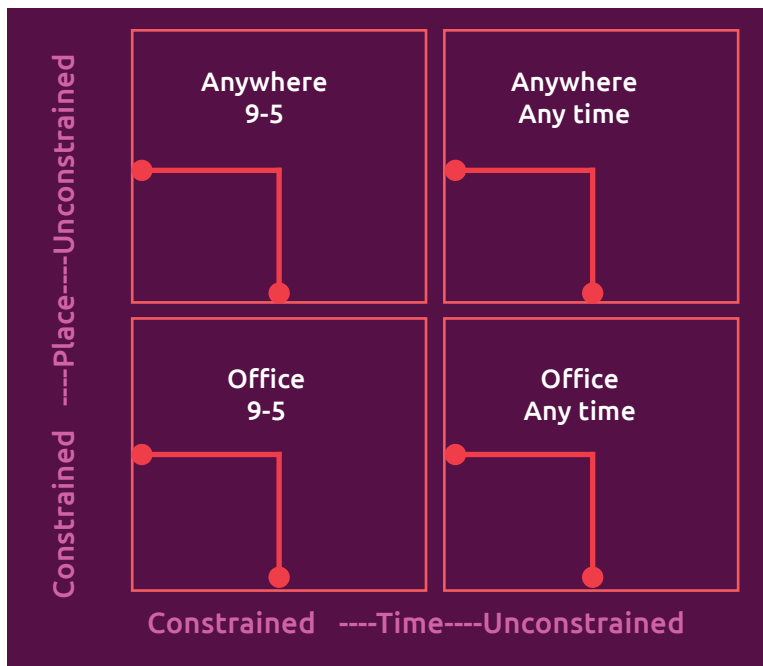 Anywhere
9-5
Anywhere
Any time
Office
9-5
Office
Any time
Constrained ----Place----Unconstrained
Constrained ----Time----Unconstrained